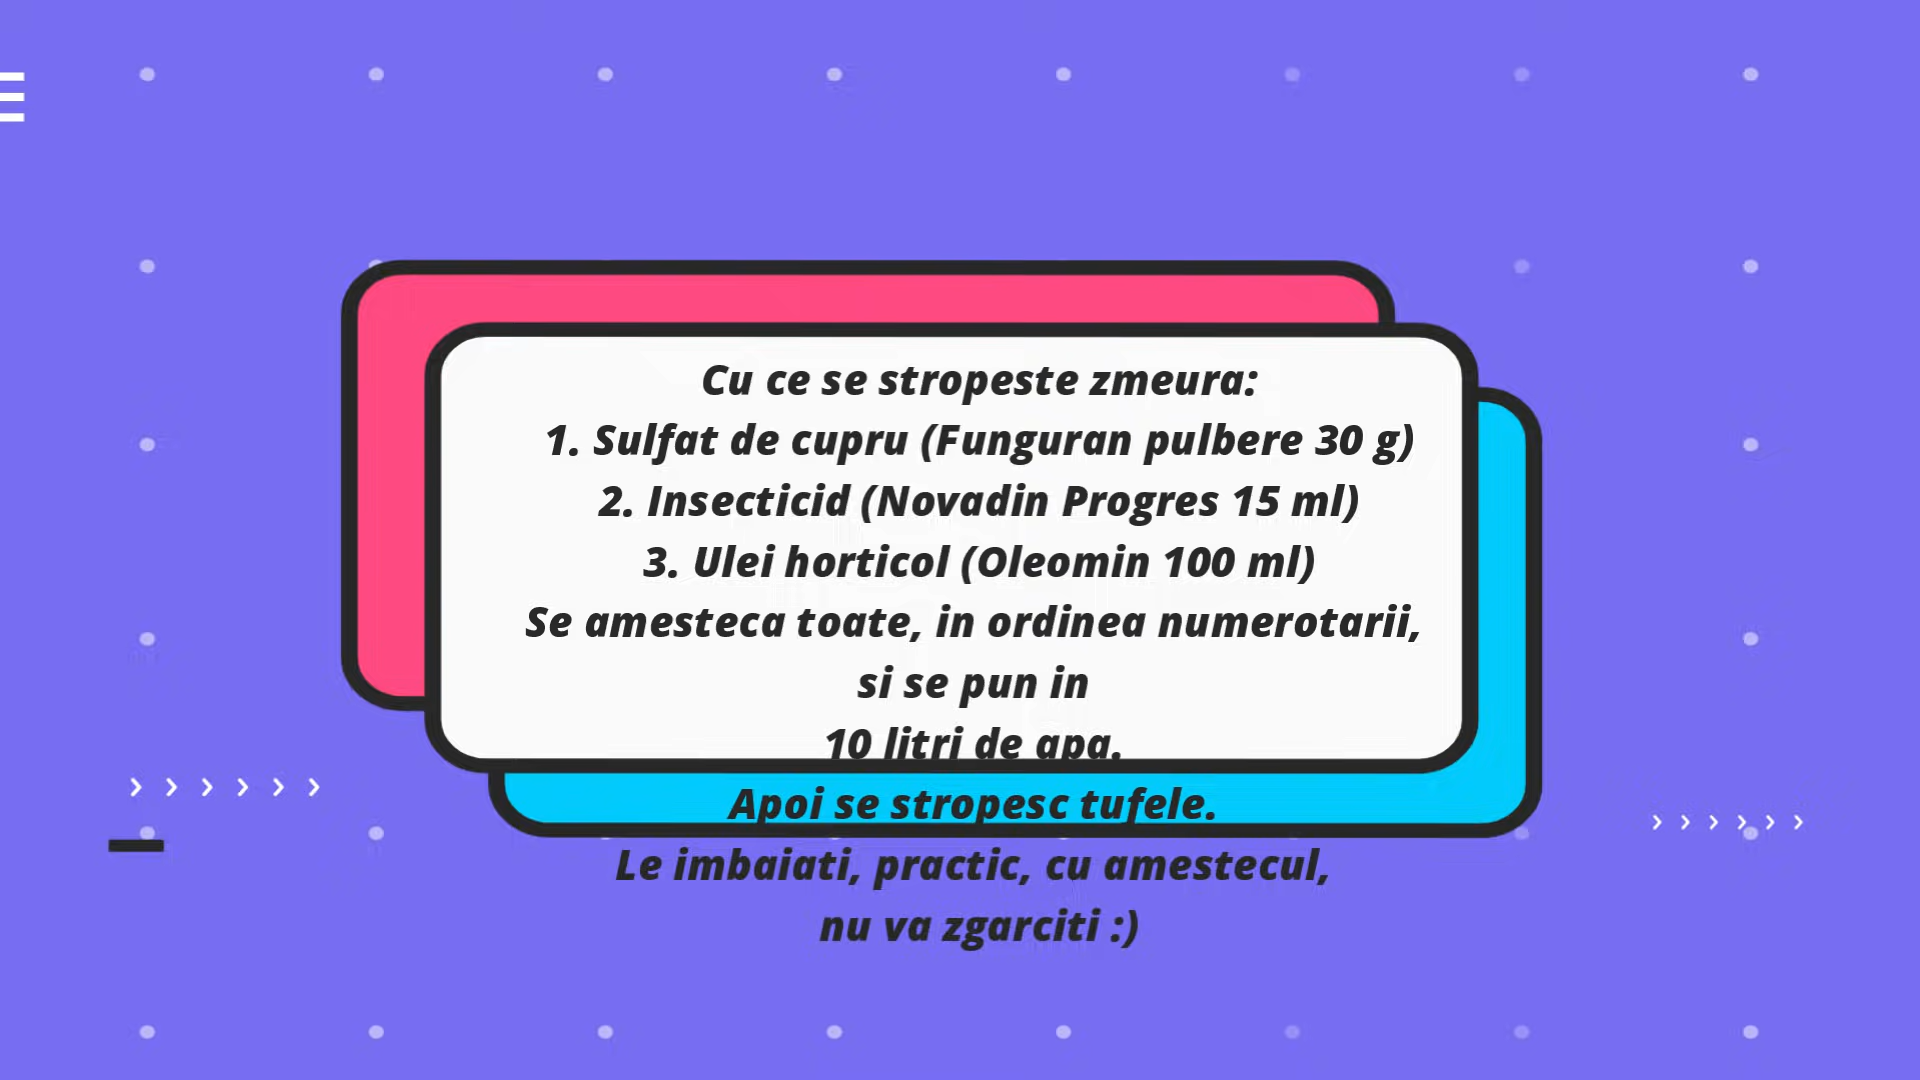 Cu ce se stropeste zmeura:
1. Sulfat de cupru (Funguran pulbere 30 g)
2. Insecticid (Novadin Progres 15 ml)
3. Ulei horticol (Oleomin 100 ml)
Se amesteca toate, in ordinea numerotarii,
si se pun in
10 litri de apa.
Apoi se stropesc tufele.
Le imbaiati, practic, cu amestecul,
nu va zgarciti :)